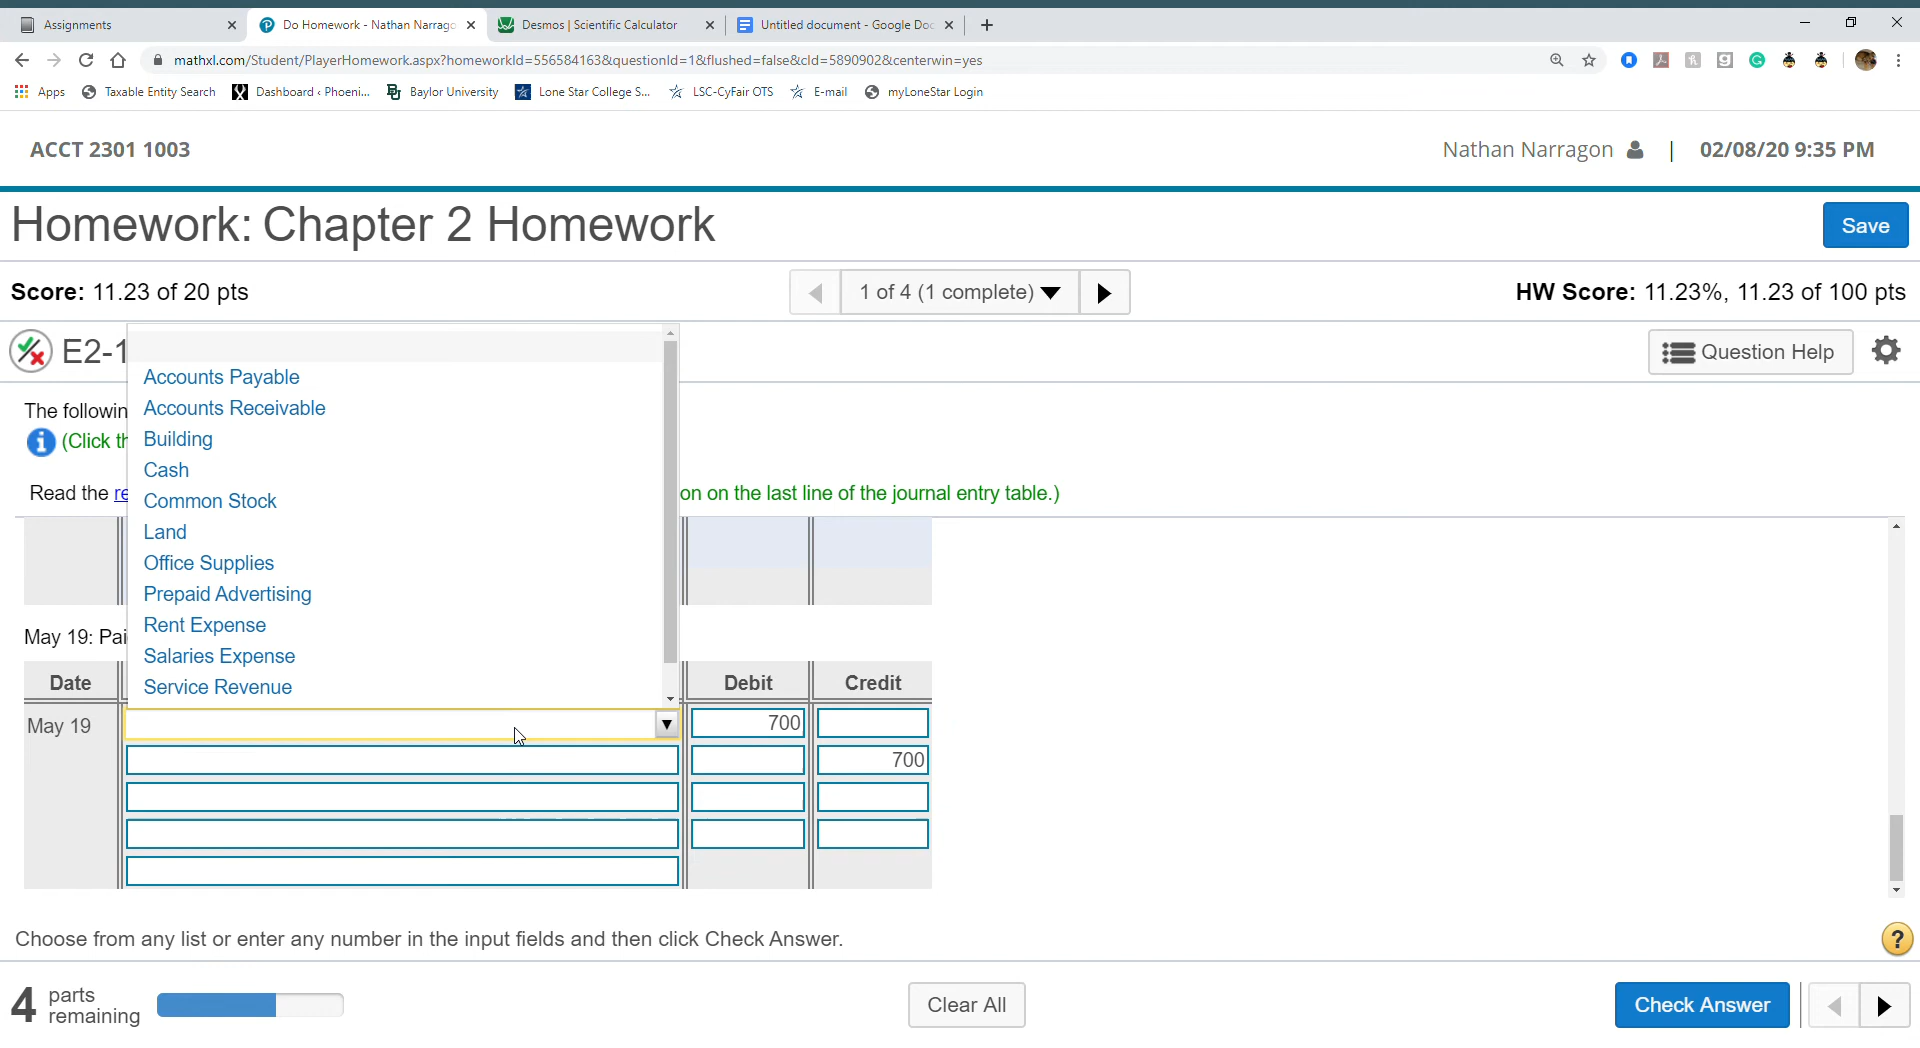 Assignments
Do Homework - Nathan Narrago
Desmos | Scientific Calculator
Untitled document - Google Doc
mathxl.com/Student/PlayerHomework.aspx?homeworkId=556584163&questionId=1&flushed=false&cId=5890902&centerwin=yes
Apps
Taxable Entity Search
Dashboard ‹ Phoeni...
Baylor University
Lone Star College S...
LSC-CyFair OTS
E-mail
myLoneStar Login
ACCT 2301 1003
Nathan Narragon | 02/08/20 9:35 PM
Homework: Chapter 2 Homework
Save
Score: 11.23 of 20 pts
1 of 4 (1 complete)
HW Score: 11.23%, 11.23 of 100 pts
E2-1
Question Help
Accounts Payable
Accounts Receivable
Building
Cash
Common Stock
Land
Office Supplies
Prepaid Advertising
Rent Expense
Salaries Expense
Service Revenue
The followin
(Click th
Read the re
on on the last line of the journal entry table.)
May 19: Pai
Date
Debit
Credit
May 19
700
700
Choose from any list or enter any number in the input fields and then click Check Answer.
?
4 parts
remaining
Clear All
Check Answer